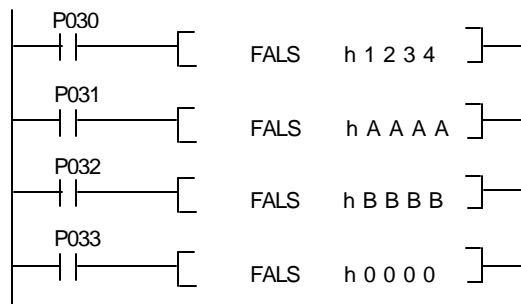 P030
FALS h 1 2 3 4
P031
FALS h A A A A
P032
FALS h B B B B
P033
FALS h 0 0 0 0